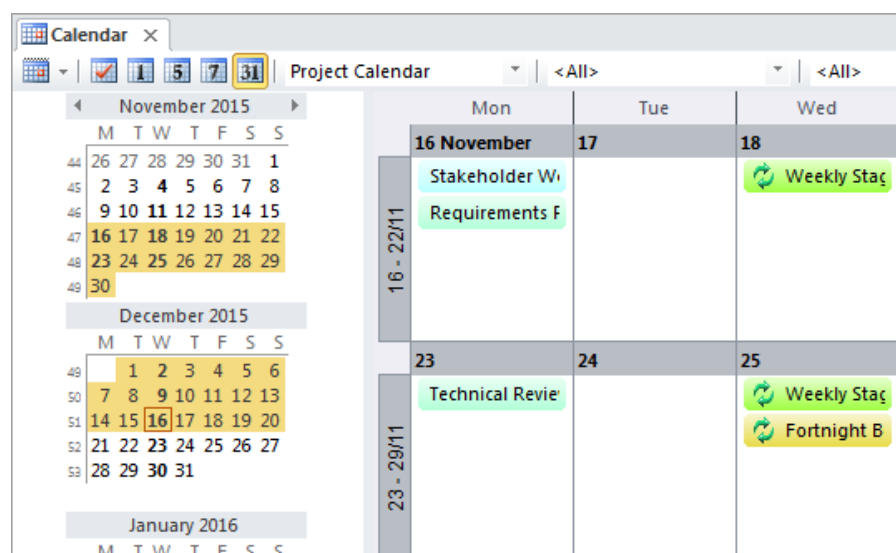 Calendar
1 5 7 31 Project Calendar <All> <All>
November 2015
M T W T F S S
44 26 27 28 29 30 31 1
45 2 3 4 5 6 7 8
46 9 10 11 12 13 14 15
47 16 17 18 19 20 21 22
48 23 24 25 26 27 28 29
49 30
December 2015
M T W T F S S
49 1 2 3 4 5 6
50 7 8 9 10 11 12 13
51 14 15 16 17 18 19 20
52 21 22 23 24 25 26 27
53 28 29 30 31
January 2016
M T W T F S S
Mon Tue Wed
16 November 17 18
16 - 22/11
Stakeholder W
Weekly Stag
Requirements
23 24 25
23 - 29/11
Technical Revie
Weekly Stag
Fortnight B